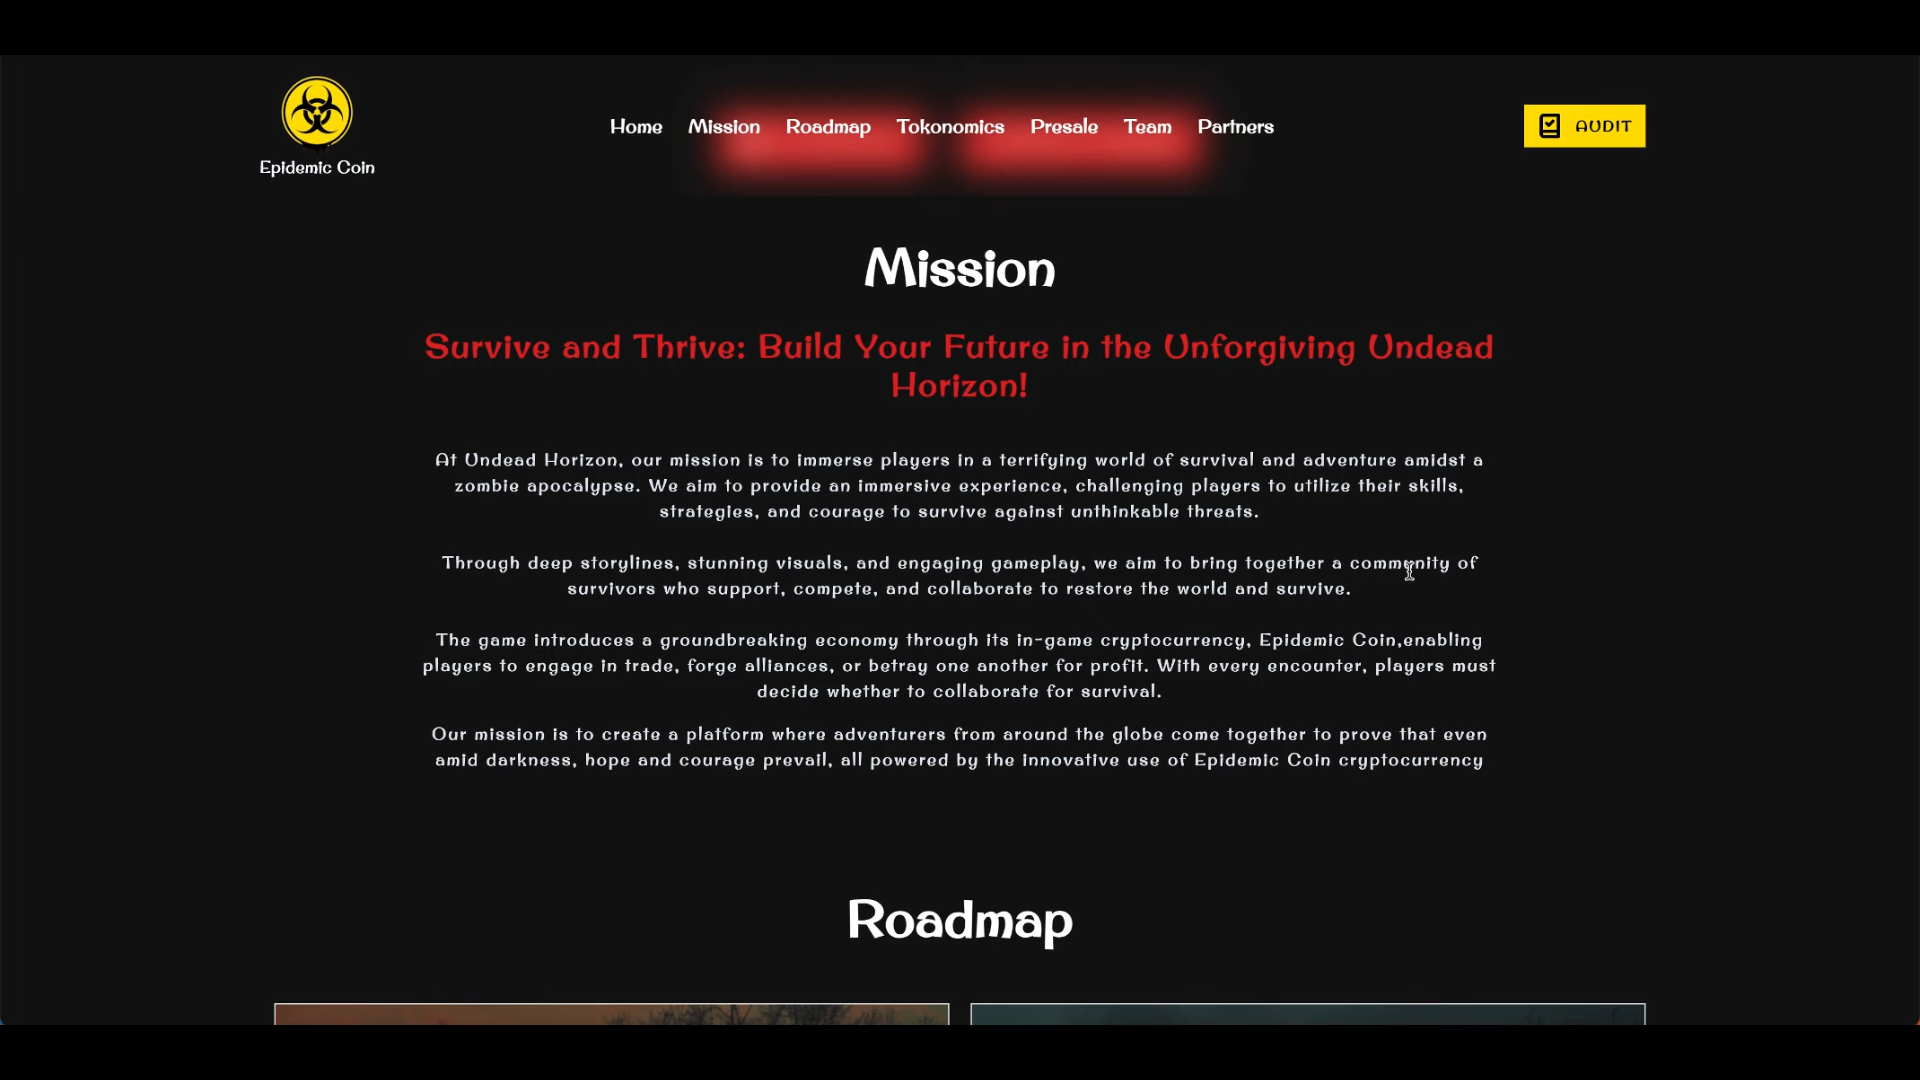 Epidemic Coin
Home Mission Roadmap Tokonomics Presale Team Partners
AUDIT
Mission
Survive and Thrive: Build Your Future in the Unforgiving Undead
Horizon!
At Undead Horizon, our mission is to immerse players in a terrifying world of survival and adventure amidst a
zombie apocalypse. We aim to provide an immersive experience, challenging players to utilize their skills,
strategies, and courage to survive against unthinkable threats.
Through deep storylines, stunning visuals, and engaging gameplay, we aim to bring together a community of
survivors who support, compete, and collaborate to restore the world and survive.
The game introduces a groundbreaking economy through its in-game cryptocurrency, Epidemic Coin,enabling
players to engage in trade, forge alliances, or betray one another for profit. With every encounter, players must
decide whether to collaborate for survival.
Our mission is to create a platform where adventurers from around the globe come together to prove that even
amid darkness, hope and courage prevail, all powered by the innovative use of Epidemic Coin cryptocurrency
Roadmap